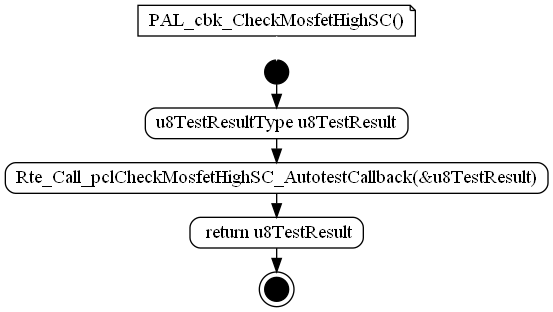 PAL_cbk_CheckMosfetHighSC()
u8TestResultType u8TestResult
Rte_Call_pclCheckMosfetHighSC_AutotestCallback(&u8TestResult)
return u8TestResult